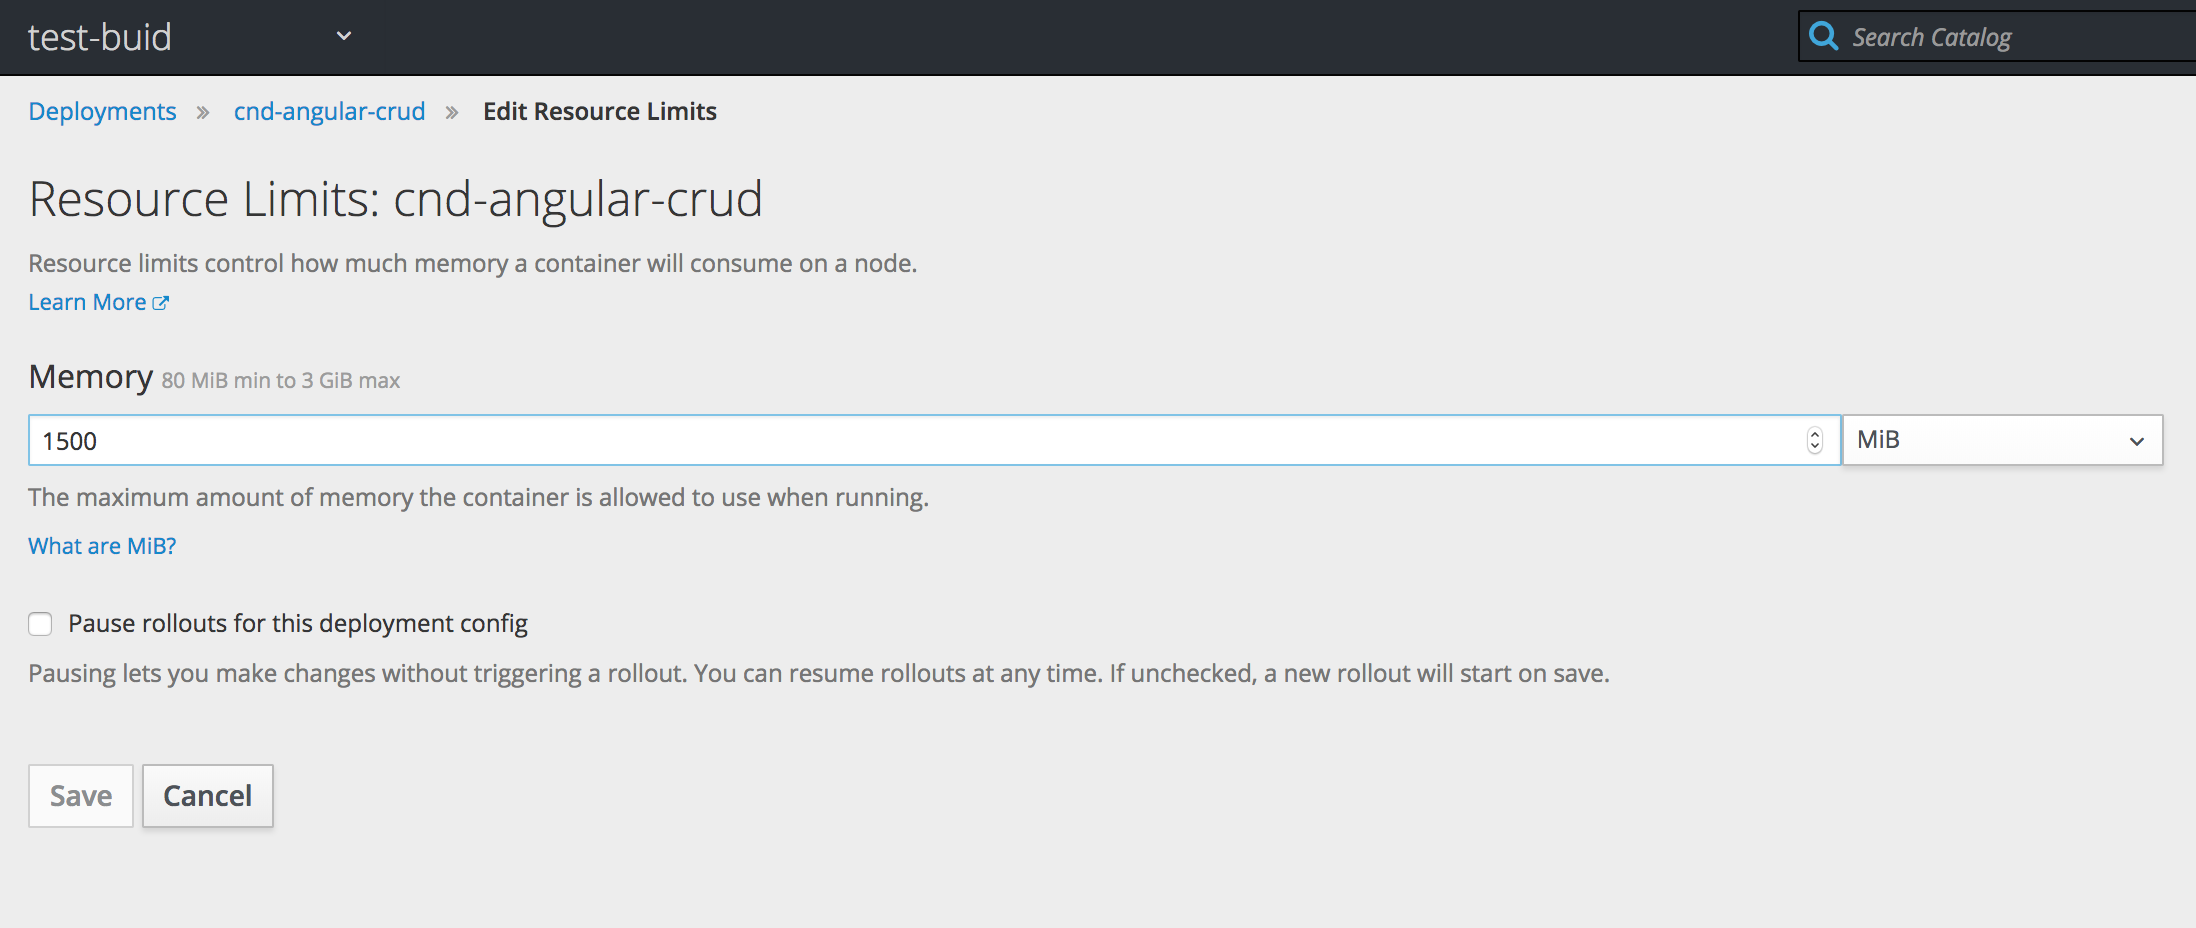 test-buid
Search Catalog
Deployments » cnd-angular-crud » Edit Resource Limits
Resource Limits: cnd-angular-crud
Resource limits control how much memory a container will consume on a node.
Learn More
Memory 80 MiB min to 3 GiB max
1500 MiB
The maximum amount of memory the container is allowed to use when running.
What are MiB?
Pause rollouts for this deployment config
Pausing lets you make changes without triggering a rollout. You can resume rollouts at any time. If unchecked, a new rollout will start on save.
Save Cancel